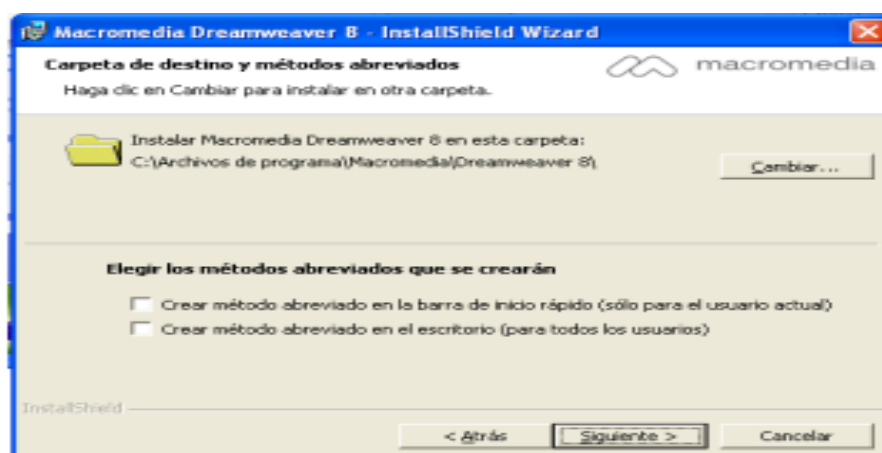 Macromedia Dreamweaver 8 - InstallShield Wizard
Carpeta de destino y métodos abreviados
macromedia
Haga clic en Cambiar para instalar en otra carpeta.
Instalar Macromedia Dreamweaver 8 en esta carpeta:
C:\Archivos de programa\Macromedia\Dreamweaver 8\
Cambiar...
Elegir los métodos abreviados que se crearán
Crear método abreviado en la barra de inicio rápido (sólo para el usuario actual)
Crear método abreviado en el escritorio (para todos los usuarios)
InstallShield
< Atrás
Siguiente >
Cancelar